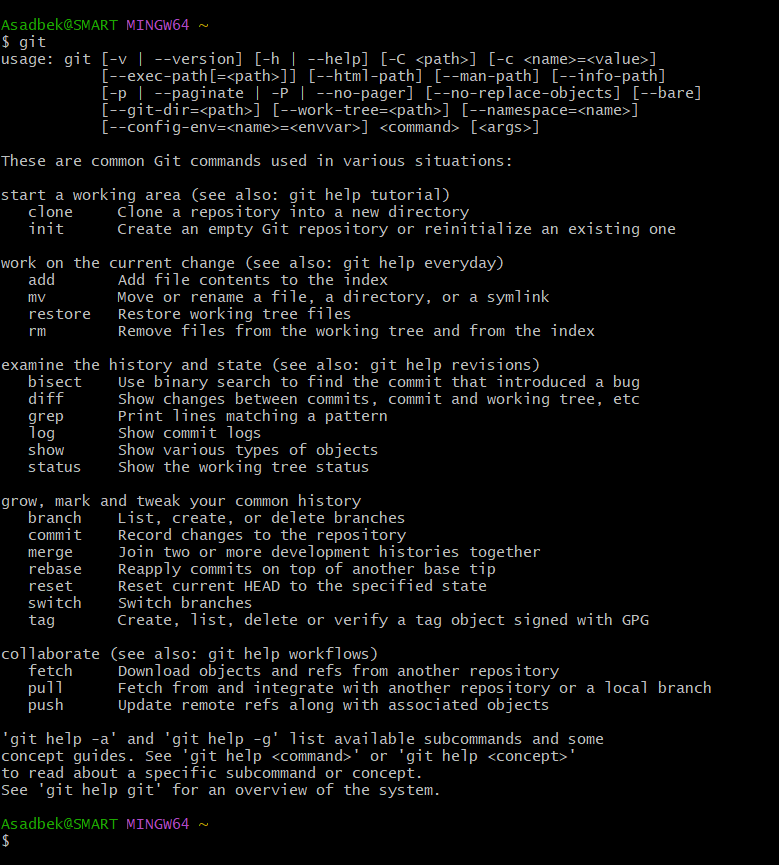 Asadbek@SMART MINGW64 ~
$ git
usage: git [-v | --version] [-h | --help] [-C <path>] [-c <name>=<value>]
           [--exec-path[=<path>]] [--html-path] [--man-path] [--info-path]
           [-p | --paginate | -P | --no-pager] [--no-replace-objects] [--bare]
           [--git-dir=<path>] [--work-tree=<path>] [--namespace=<name>]
           [--config-env=<name>=<envvar>] <command> [<args>]

These are common Git commands used in various situations:

start a working area (see also: git help tutorial)
   clone     Clone a repository into a new directory
   init      Create an empty Git repository or reinitialize an existing one

work on the current change (see also: git help everyday)
   add       Add file contents to the index
   mv        Move or rename a file, a directory, or a symlink
   restore   Restore working tree files
   rm        Remove files from the working tree and from the index

examine the history and state (see also: git help revisions)
   bisect    Use binary search to find the commit that introduced a bug
   diff      Show changes between commits, commit and working tree, etc
   grep      Print lines matching a pattern
   log       Show commit logs
   show      Show various types of objects
   status    Show the working tree status

grow, mark and tweak your common history
   branch    List, create, or delete branches
   commit    Record changes to the repository
   merge     Join two or more development histories together
   rebase    Reapply commits on top of another base tip
   reset     Reset current HEAD to the specified state
   switch    Switch branches
   tag       Create, list, delete or verify a tag object signed with GPG

collaborate (see also: git help workflows)
   fetch     Download objects and refs from another repository
   pull      Fetch from and integrate with another repository or a local branch
   push      Update remote refs along with associated objects

'git help -a' and 'git help -g' list available subcommands and some
concept guides. See 'git help <command>' or 'git help <concept>'
to read about a specific subcommand or concept.
See 'git help git' for an overview of the system.

Asadbek@SMART MINGW64 ~
$